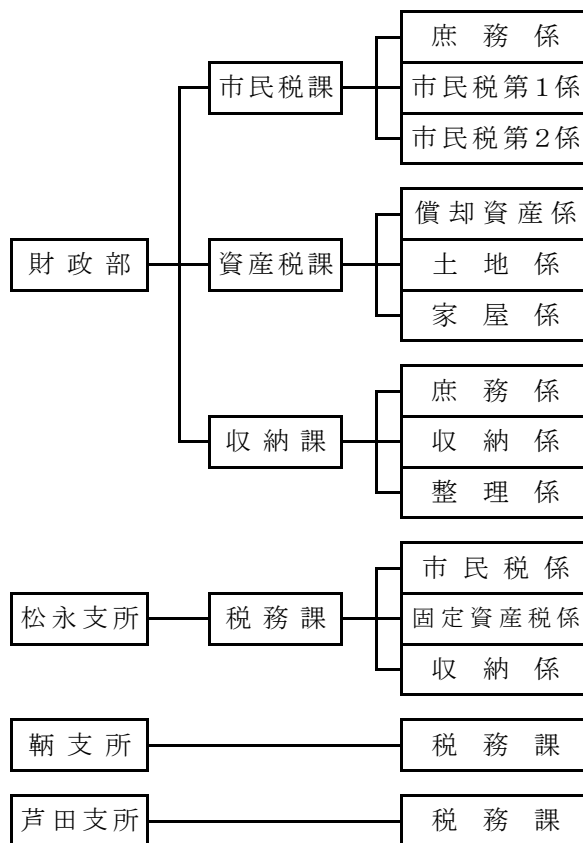 庶務係
市民税課
市民税第1係
市民税第2係
償却資産係
財政部
資産税課
土地係
家屋係
庶務係
収納課
収納係
整理係
市民税係
松永支所
税務課
固定資産税係
収納係
鞆支所
税務課
芦田支所
税務課